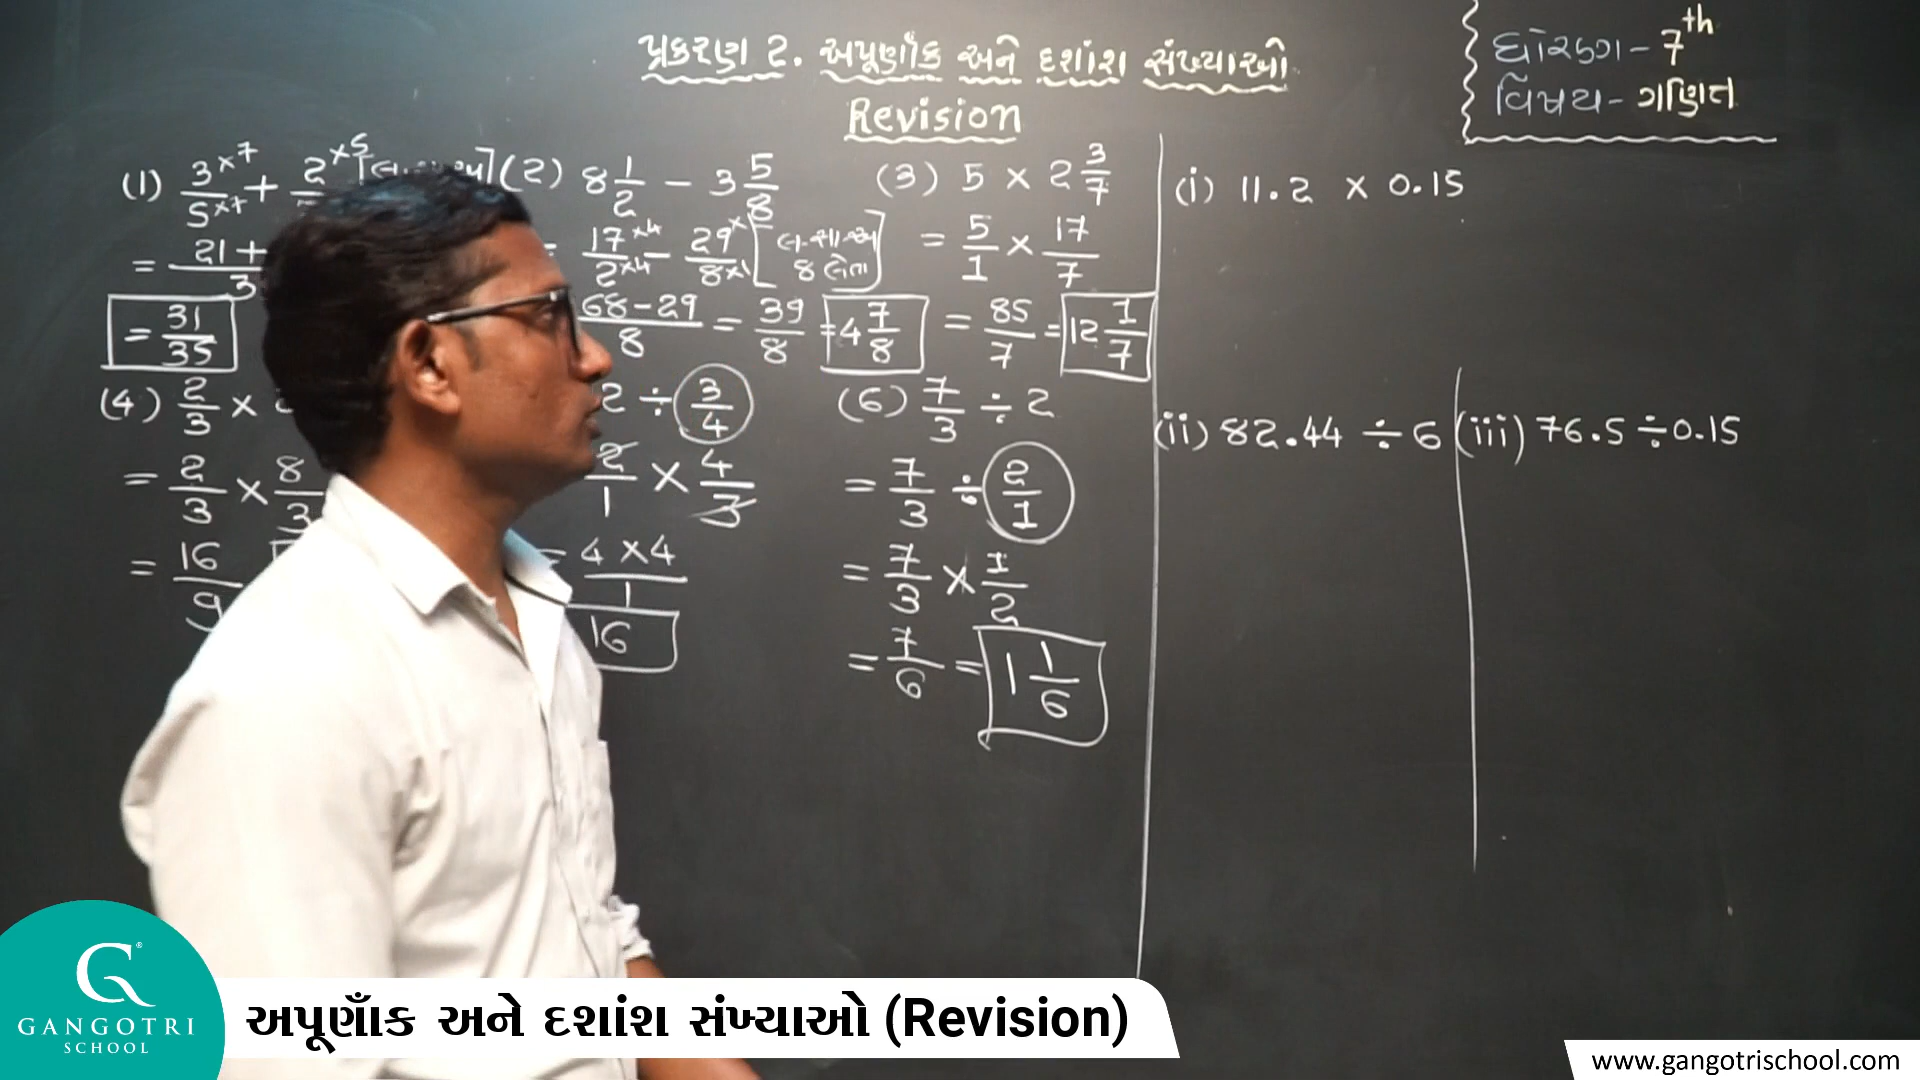 પ્રકરણ 2. અપૂર્ણાંક અને દશાંશ સંખ્યાઓ
Revision
ધોરણ - 7th
વિષય - ગણિત
(1) 3×7/5×7 + 2×5
= 21+ / 3
= 31/35
(2) 8 1/2 - 3 5/8
= 17×4/2×4 - 29×/8×1 [લ.સા.અ 8 લેતા]
68-29/8 = 39/8 = 4 7/8
(3) 5 × 2 3/7
= 5/1 × 17/7
= 85/7 = 12 1/7
(4) 2/3 ×
= 2/3 × 8/3
= 16/9
2 ÷ 3/4
2/1 × 4/3
= 4×4/1
16
(6) 7/3 ÷ 2
= 7/3 ÷ 2/1
= 7/3 × 1/2
= 7/6 = 1 1/6
(i) 11.2 × 0.15
(ii) 82.44 ÷ 6
(iii) 76.5 ÷ 0.15
GANGOTRI
SCHOOL
અપૂર્ણાંક અને દશાંશ સંખ્યાઓ (Revision)
www.gangotrischool.com